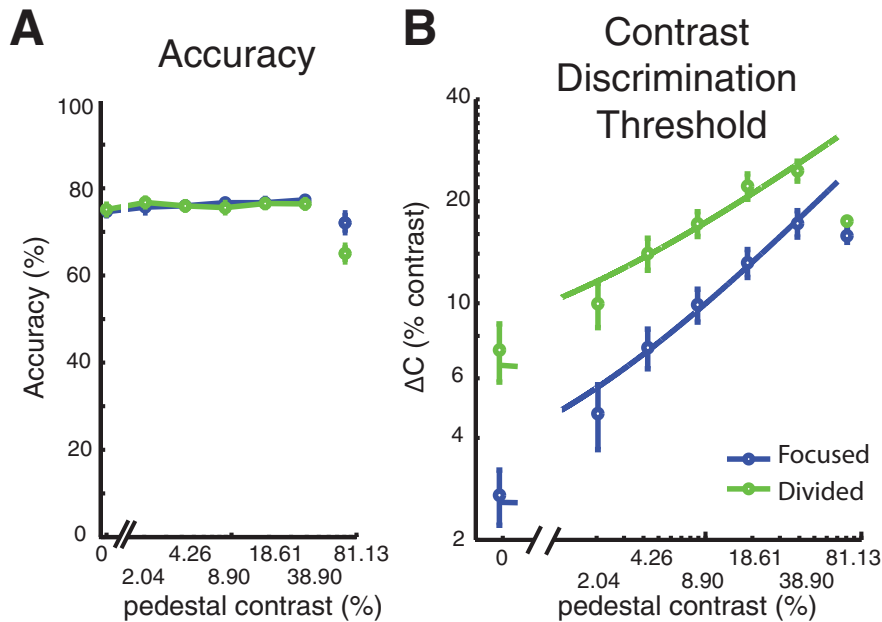 A
Accuracy
100
80
60
40
20
0
Accuracy (%)
0 4.26 18.61 81.13
2.04 8.90 38.90
pedestal contrast (%)
B
Contrast
Discrimination
Threshold
40
20
10
6
4
2
ΔC (% contrast)
Focused
Divided
0 4.26 18.61 81.13
2.04 8.90 38.90
pedestal contrast (%)